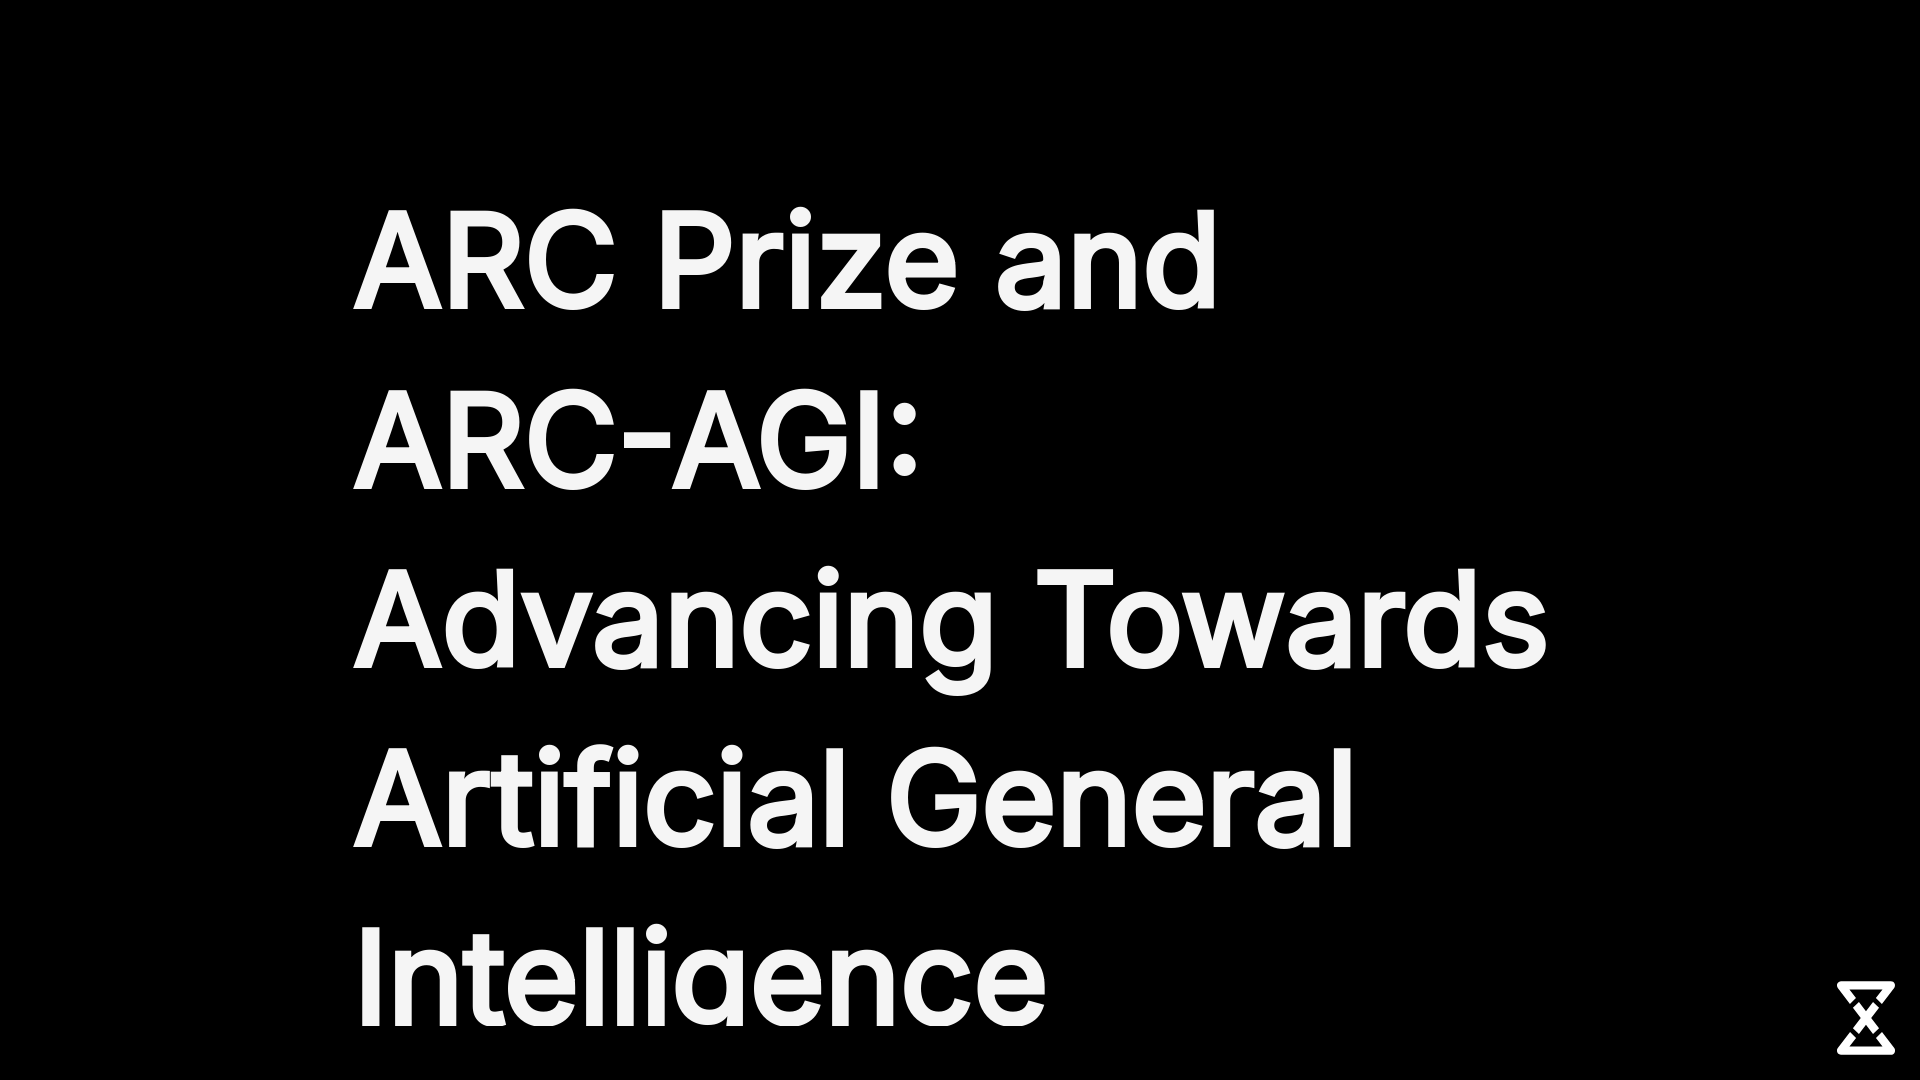 ARC Prize and
ARC-AGI:
Advancing Towards
Artificial General
Intelligence